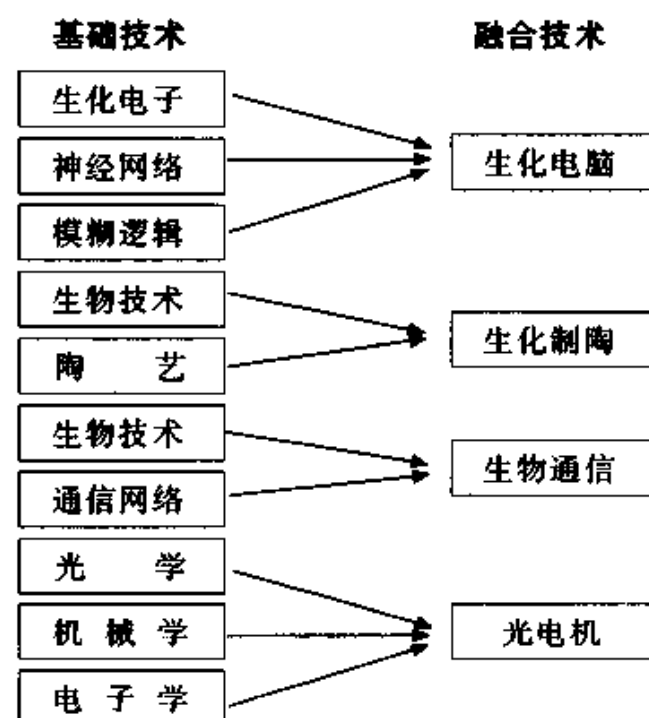 基础技术
融合技术
生化电子
神经网络
模糊逻辑
生化电脑
生物技术
陶 艺
生化制陶
生物技术
通信网络
生物通信
光 学
机械学
电子学
光电机